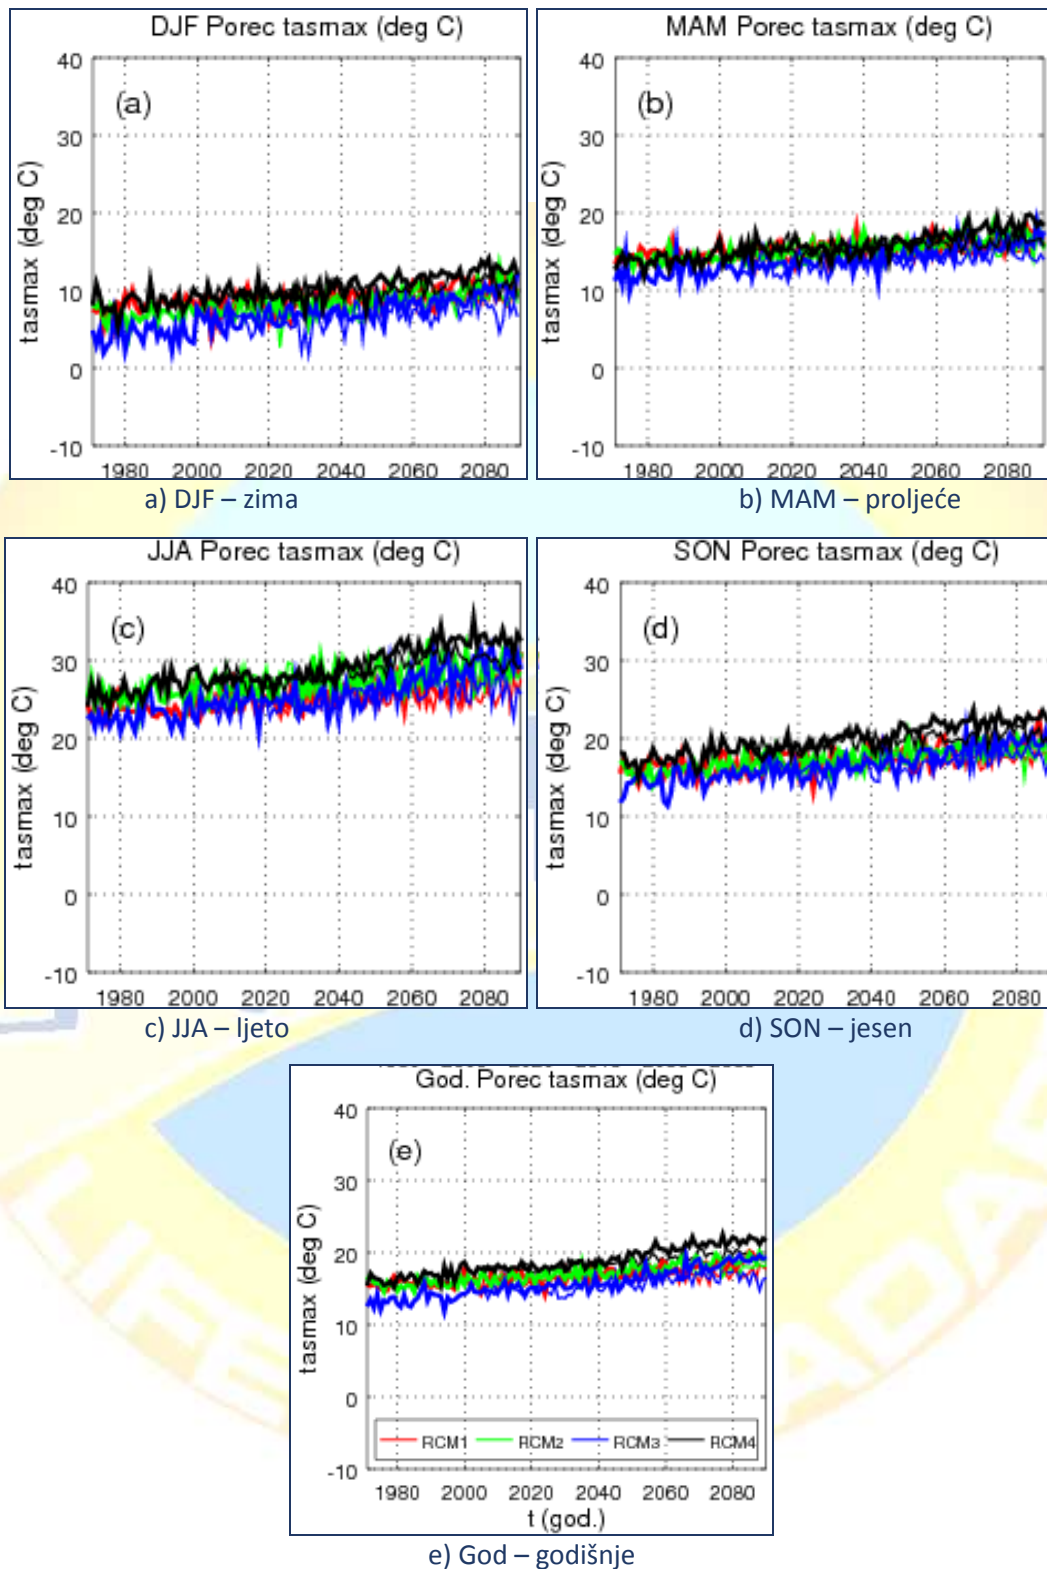 DJF Porec tasmax (deg C)
(a)
tasmax (deg C)
40
30
20
10
0
-10
1980 2000 2020 2040 2060 2080
a) DJF – zima
MAM Porec tasmax (deg C)
(b)
tasmax (deg C)
40
30
20
10
0
-10
1980 2000 2020 2040 2060 2080
b) MAM – proljeće
JJA Porec tasmax (deg C)
(c)
tasmax (deg C)
40
30
20
10
0
-10
1980 2000 2020 2040 2060 2080
c) JJA – ljeto
SON Porec tasmax (deg C)
(d)
tasmax (deg C)
40
30
20
10
0
-10
1980 2000 2020 2040 2060 2080
d) SON – jesen
God. Porec tasmax (deg C)
(e)
tasmax (deg C)
40
30
20
10
0
-10
RCM1 RCM2 RCM3 RCM4
1980 2000 2020 2040 2060 2080
t (god.)
e) God – godišnje
LIFE